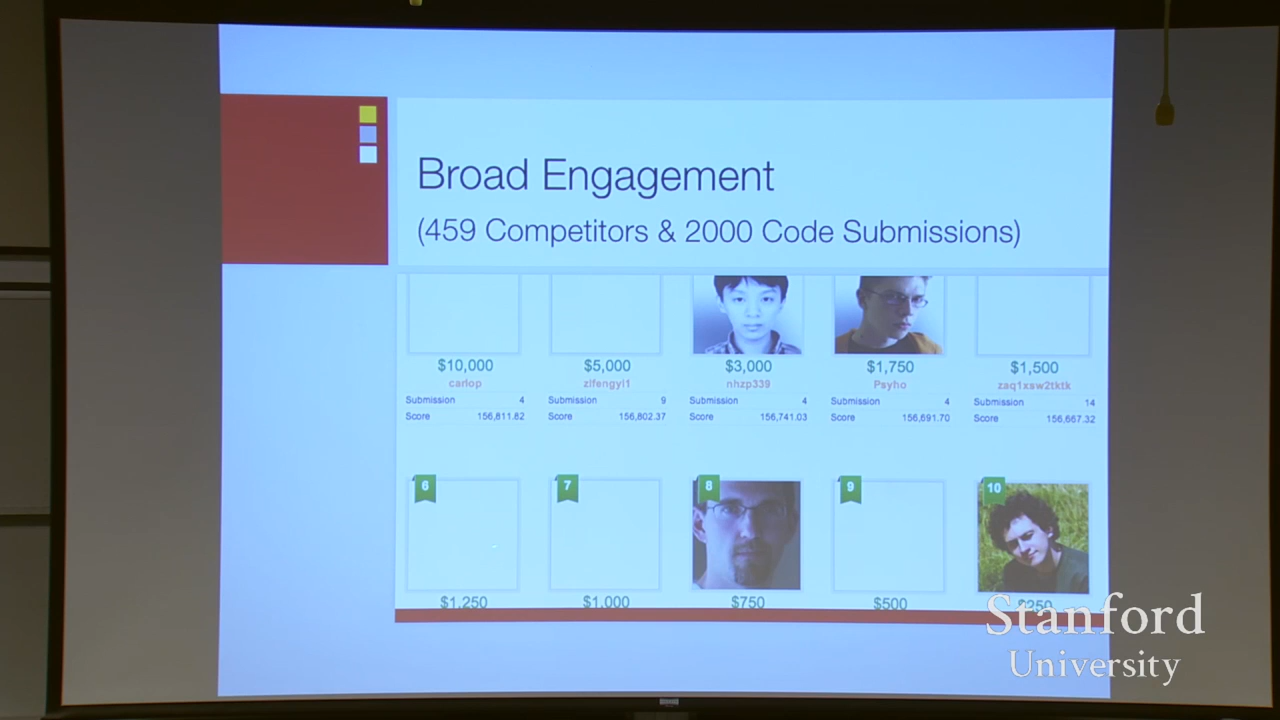 Broad Engagement
(459 Competitors & 2000 Code Submissions)
$10,000 $5,000 $3,000 $1,750 $1,500
carlop zifengyi1 nhzp339 Psyho zaq1xsw2tktk
Submission 4 Submission 9 Submission 4 Submission 4 Submission 14
Score 156,811.62 Score 156,802.37 Score 156,741.03 Score 156,691.70 Score 156,667.32
6 7 8 9 10
$1,250 $1,000 $750 $500 $250
Stanford
University